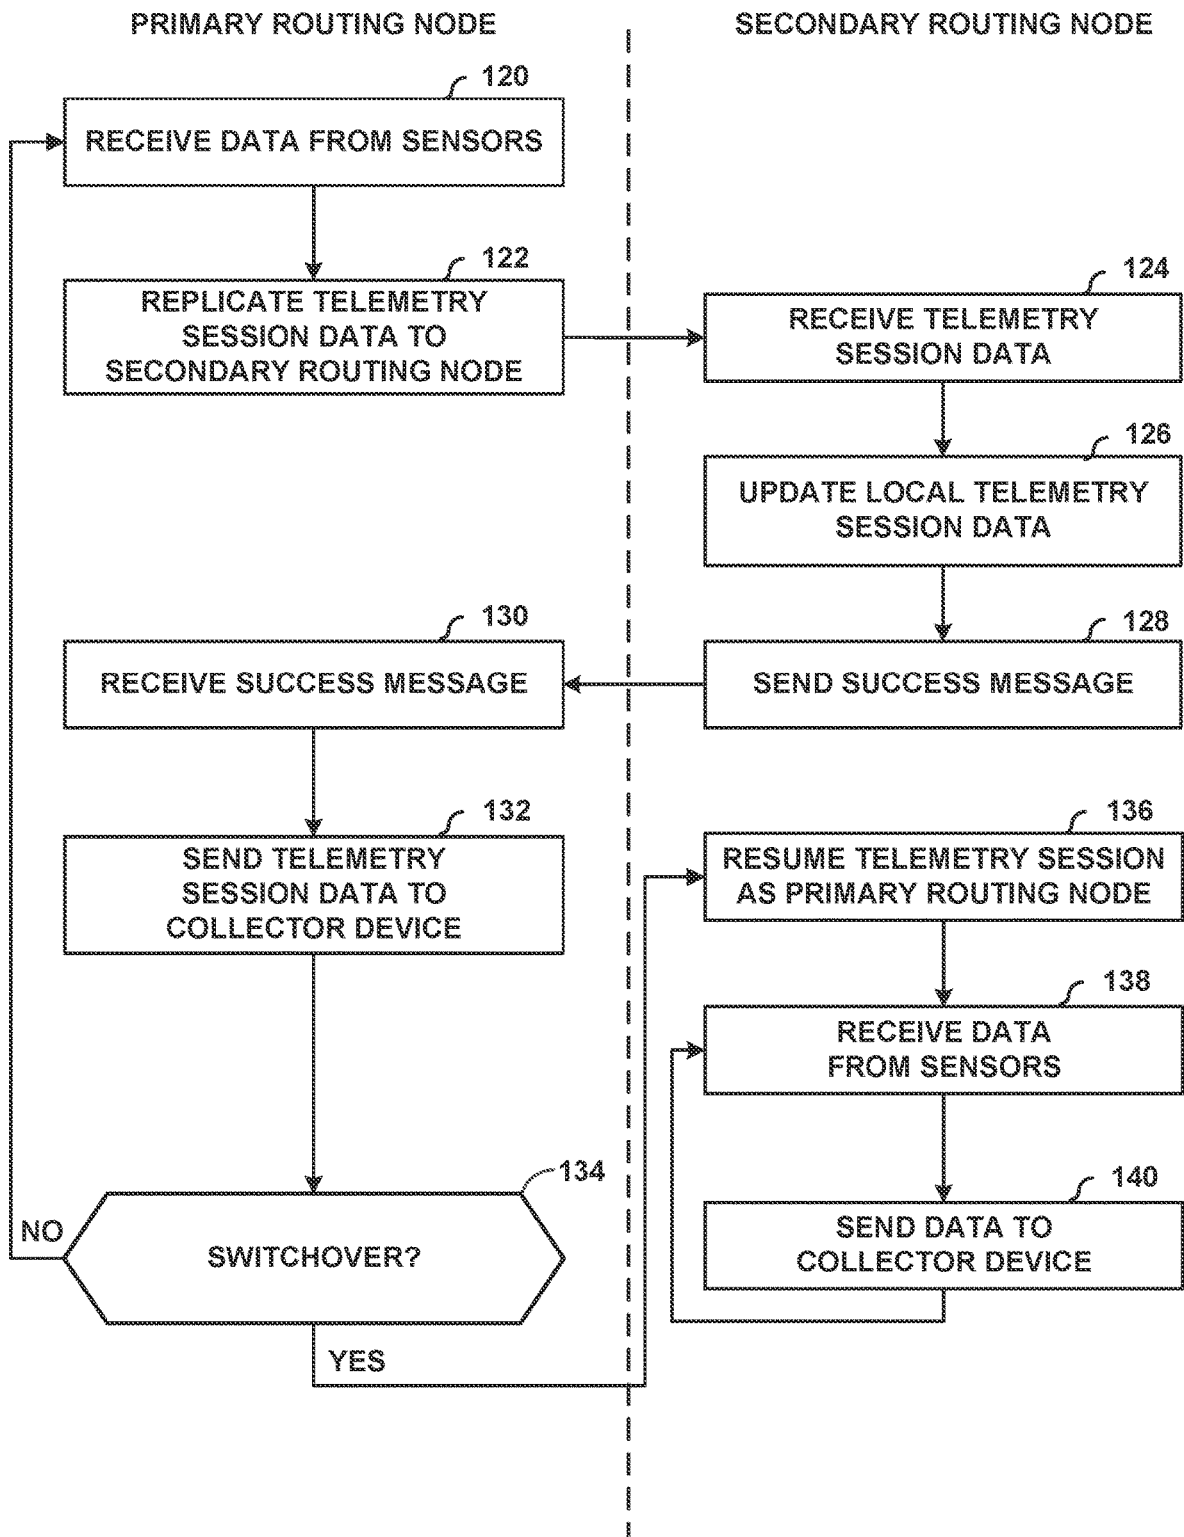 PRIMARY ROUTING NODE
SECONDARY ROUTING NODE
120
RECEIVE DATA FROM SENSORS
122
REPLICATE TELEMETRY
SESSION DATA TO
SECONDARY ROUTING NODE
124
RECEIVE TELEMETRY
SESSION DATA
126
UPDATE LOCAL TELEMETRY
SESSION DATA
128
SEND SUCCESS MESSAGE
130
RECEIVE SUCCESS MESSAGE
132
SEND TELEMETRY
SESSION DATA TO
COLLECTOR DEVICE
134
SWITCHOVER?
NO
YES
136
RESUME TELEMETRY SESSION
AS PRIMARY ROUTING NODE
138
RECEIVE DATA
FROM SENSORS
140
SEND DATA TO
COLLECTOR DEVICE